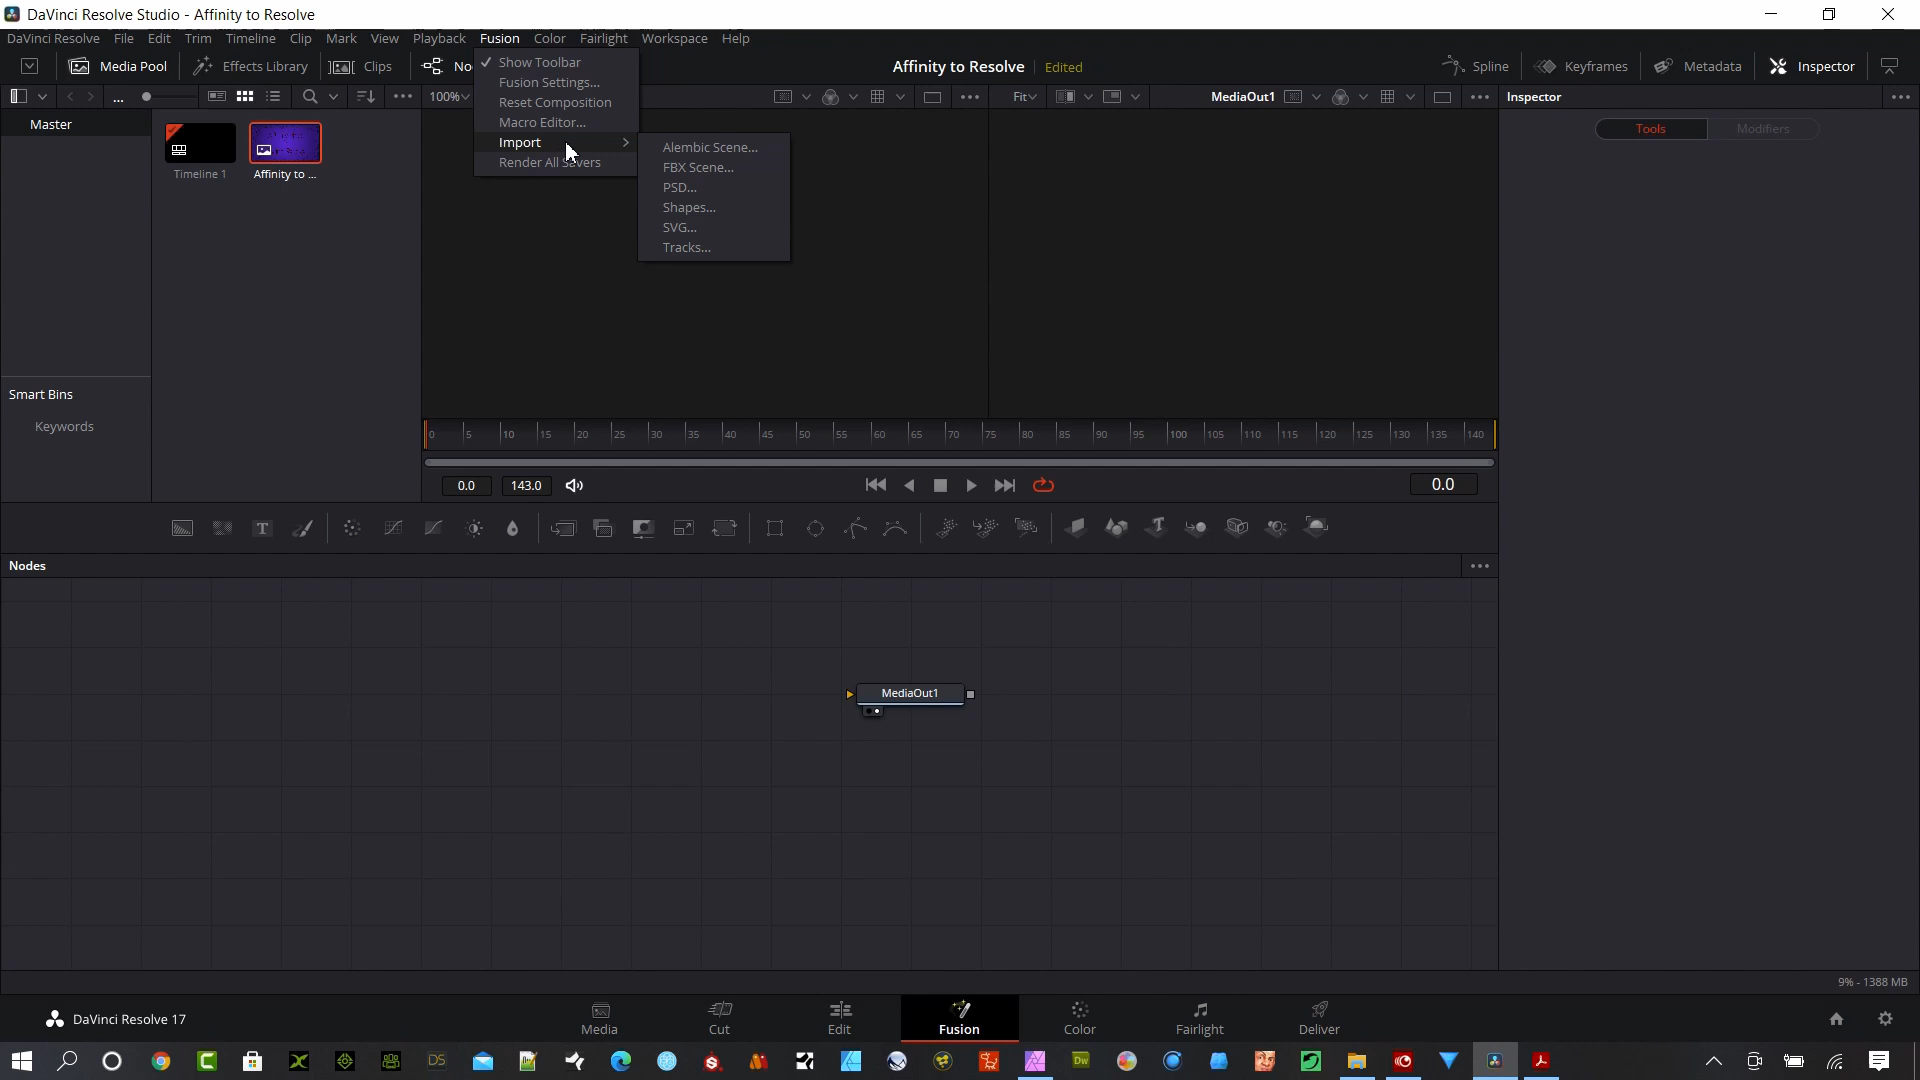 DaVinci Resolve Studio - Affinity to Resolve
DaVinci Resolve File Edit Trim Timeline Clip Mark View Playback Fusion Color Fairlight Workspace Help
Media Pool Effects Library Clips Affinity to Resolve Edited Spline Keyframes Metadata Inspector
... 100% Fit MediaOut1 Inspector
Master
Timeline 1
Affinity to ...
Smart Bins
Keywords
Show Toolbar
Fusion Settings...
Reset Composition
Macro Editor...
Import
Render All Savers
Alembic Scene...
FBX Scene...
PSD...
Shapes...
SVG...
Tracks...
Tools Modifiers
0 5 10 15 20 25 30 35 40 45 50 55 60 65 70 75 80 85 90 95 100 105 110 115 120 125 130 135 140
0.0 143.0 0.0
T
Nodes
MediaOut1
9% - 1388 MB
DaVinci Resolve 17
Media Cut Edit Fusion Color Fairlight Deliver
DS Dw